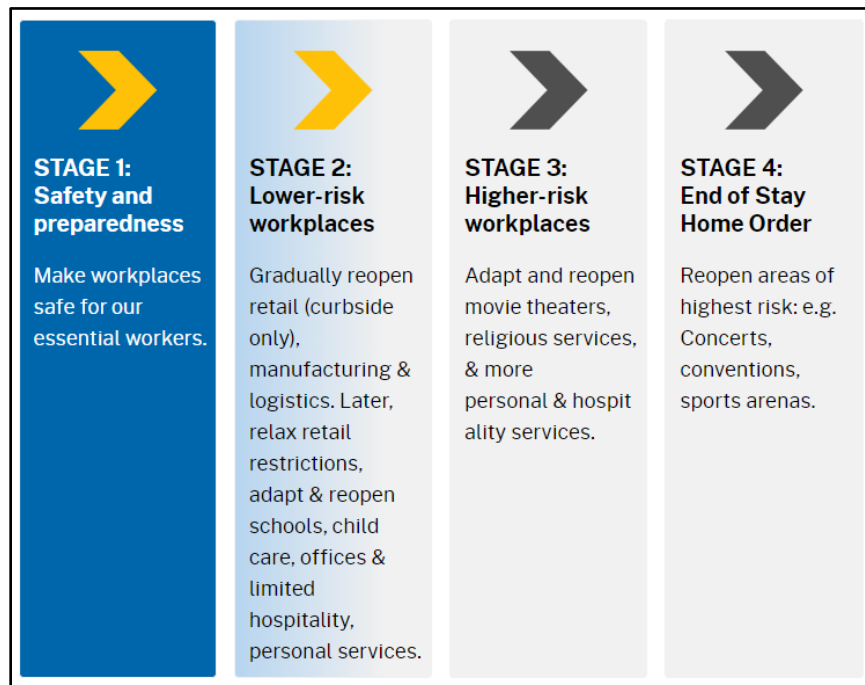 STAGE 1:
Safety and
preparedness
Make workplaces
safe for our
essential workers.
STAGE 2:
Lower-risk
workplaces
Gradually reopen
retail (curbside
only),
manufacturing &
logistics. Later,
relax retail
restrictions,
adapt & reopen
schools, child
care, offices &
limited
hospitality,
personal services.
STAGE 3:
Higher-risk
workplaces
Adapt and reopen
movie theaters,
religious services,
& more
personal & hospit
ality services.
STAGE 4:
End of Stay
Home Order
Reopen areas of
highest risk: e.g.
Concerts,
conventions,
sports arenas.